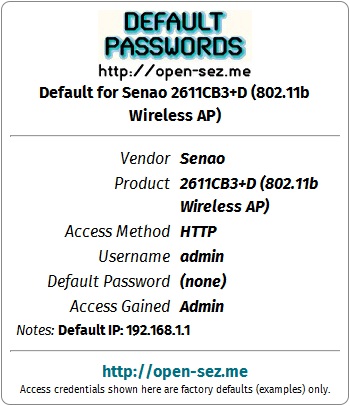 DEFAULT
PASSWORDS
http://open-sez.me
Default for Senao 2611CB3+D (802.11b
Wireless AP)
Vendor Senao
Product 2611CB3+D (802.11b
Wireless AP)
Access Method HTTP
Username admin
Default Password (none)
Access Gained Admin
Notes: Default IP: 192.168.1.1
http://open-sez.me
Access credentials shown here are factory defaults (examples) only.